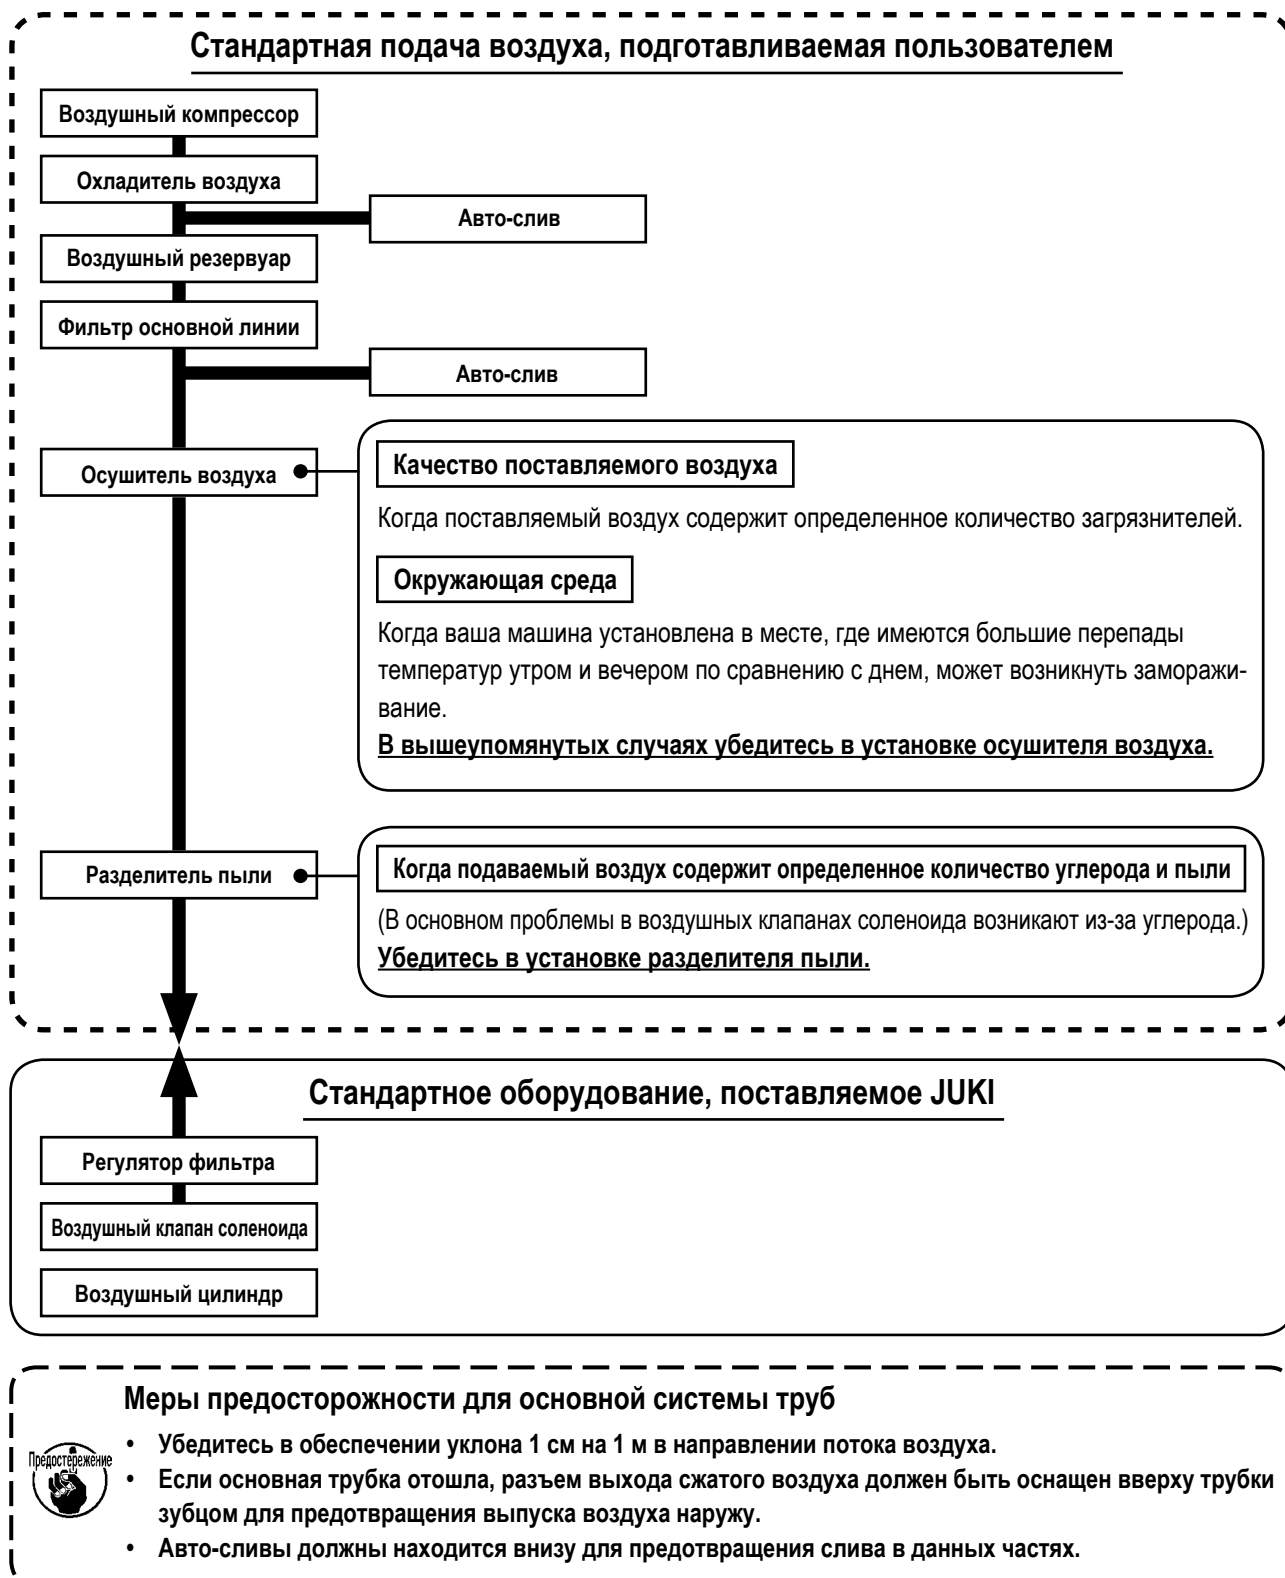 Стандартная подача воздуха, подготавливаемая пользователем
Воздушный компрессор
Охладитель воздуха
Авто-слив
Воздушный резервуар
Фильтр основной линии
Авто-слив
Осушитель воздуха
Качество поставляемого воздуха
Когда поставляемый воздух содержит определенное количество загрязнителей.
Окружающая среда
Когда ваша машина установлена в месте, где имеются большие перепады
температур утром и вечером по сравнению с днем, может возникнуть заморажи-
вание.
В вышеупомянутых случаях убедитесь в установке осушителя воздуха.
Разделитель пыли
Когда подаваемый воздух содержит определенное количество углерода и пыли
(В основном проблемы в воздушных клапанах соленоида возникают из-за углерода.)
Убедитесь в установке разделителя пыли.
Стандартное оборудование, поставляемое JUKI
Регулятор фильтра
Воздушный клапан соленоида
Воздушный цилиндр
Меры предосторожности для основной системы труб
Предостережение
• Убедитесь в обеспечении уклона 1 см на 1 м в направлении потока воздуха.
• Если основная трубка отошла, разъем выхода сжатого воздуха должен быть оснащен вверху трубки
зубцом для предотвращения выпуска воздуха наружу.
• Авто-сливы должны находится внизу для предотвращения слива в данных частях.